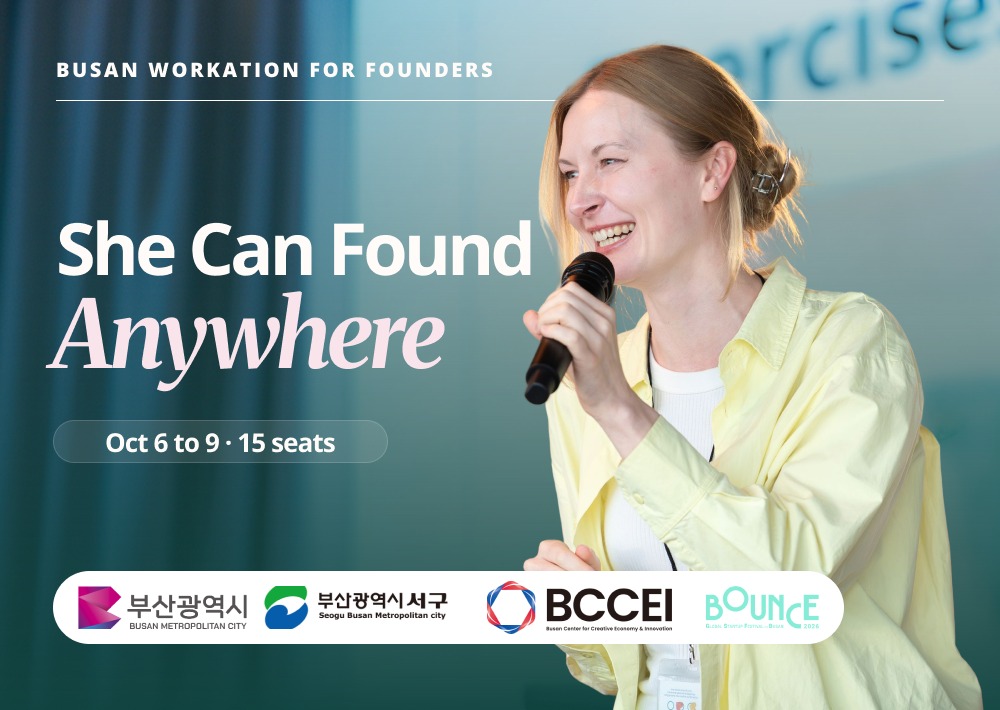 BUSAN WORKATION FOR FOUNDERS
ercises
She Can Found
Anywhere
Oct 6 to 9 · 15 seats
부산광역시
BUSAN METROPOLITAN CITY
부산광역시 서구
Seogu Busan Metropolitan city
BCCEI
Busan Center for Creative Economy & Innovation
BOUNCE
2026